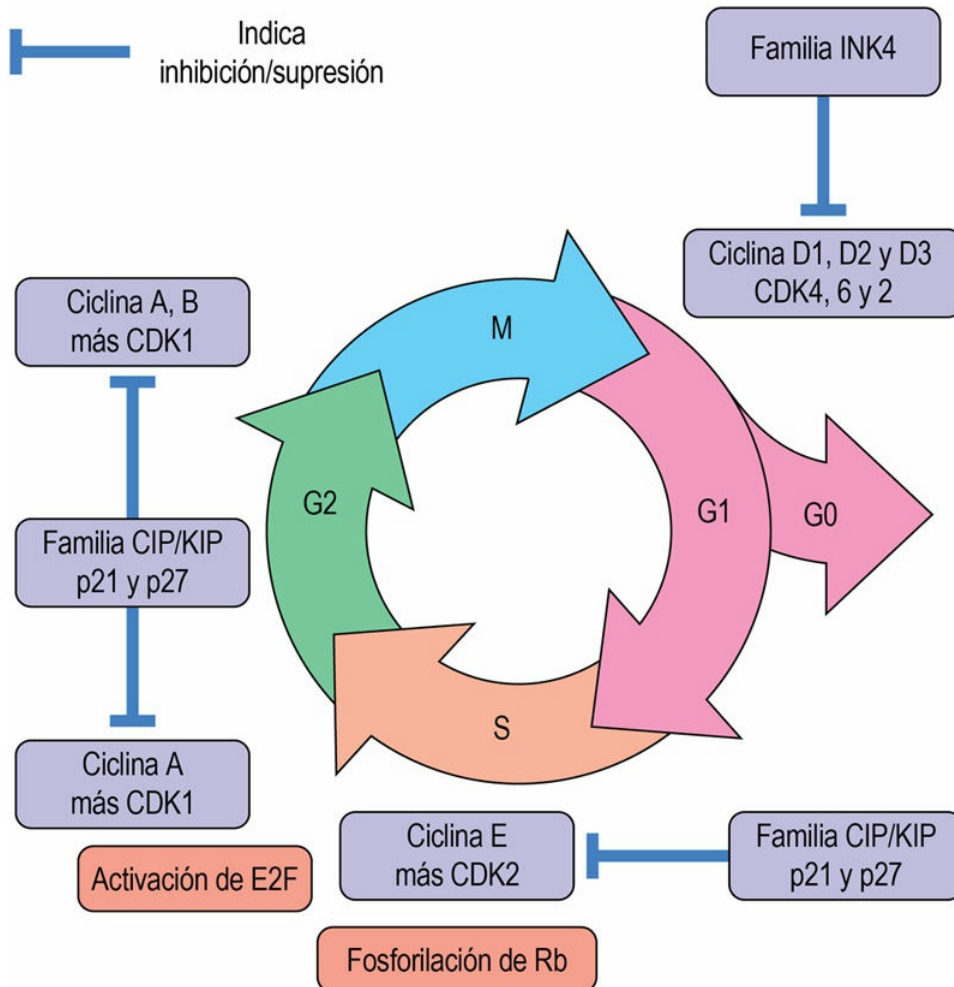 Indica
inhibición/supresión
Familia INK4
Ciclina D1, D2 y D3
CDK4, 6 y 2
Ciclina A, B
más CDK1
M
G2
G1
G0
Familia CIP/KIP
p21 y p27
S
Ciclina A
más CDK1
Ciclina E
más CDK2
Familia CIP/KIP
p21 y p27
Activación de E2F
Fosforilación de Rb